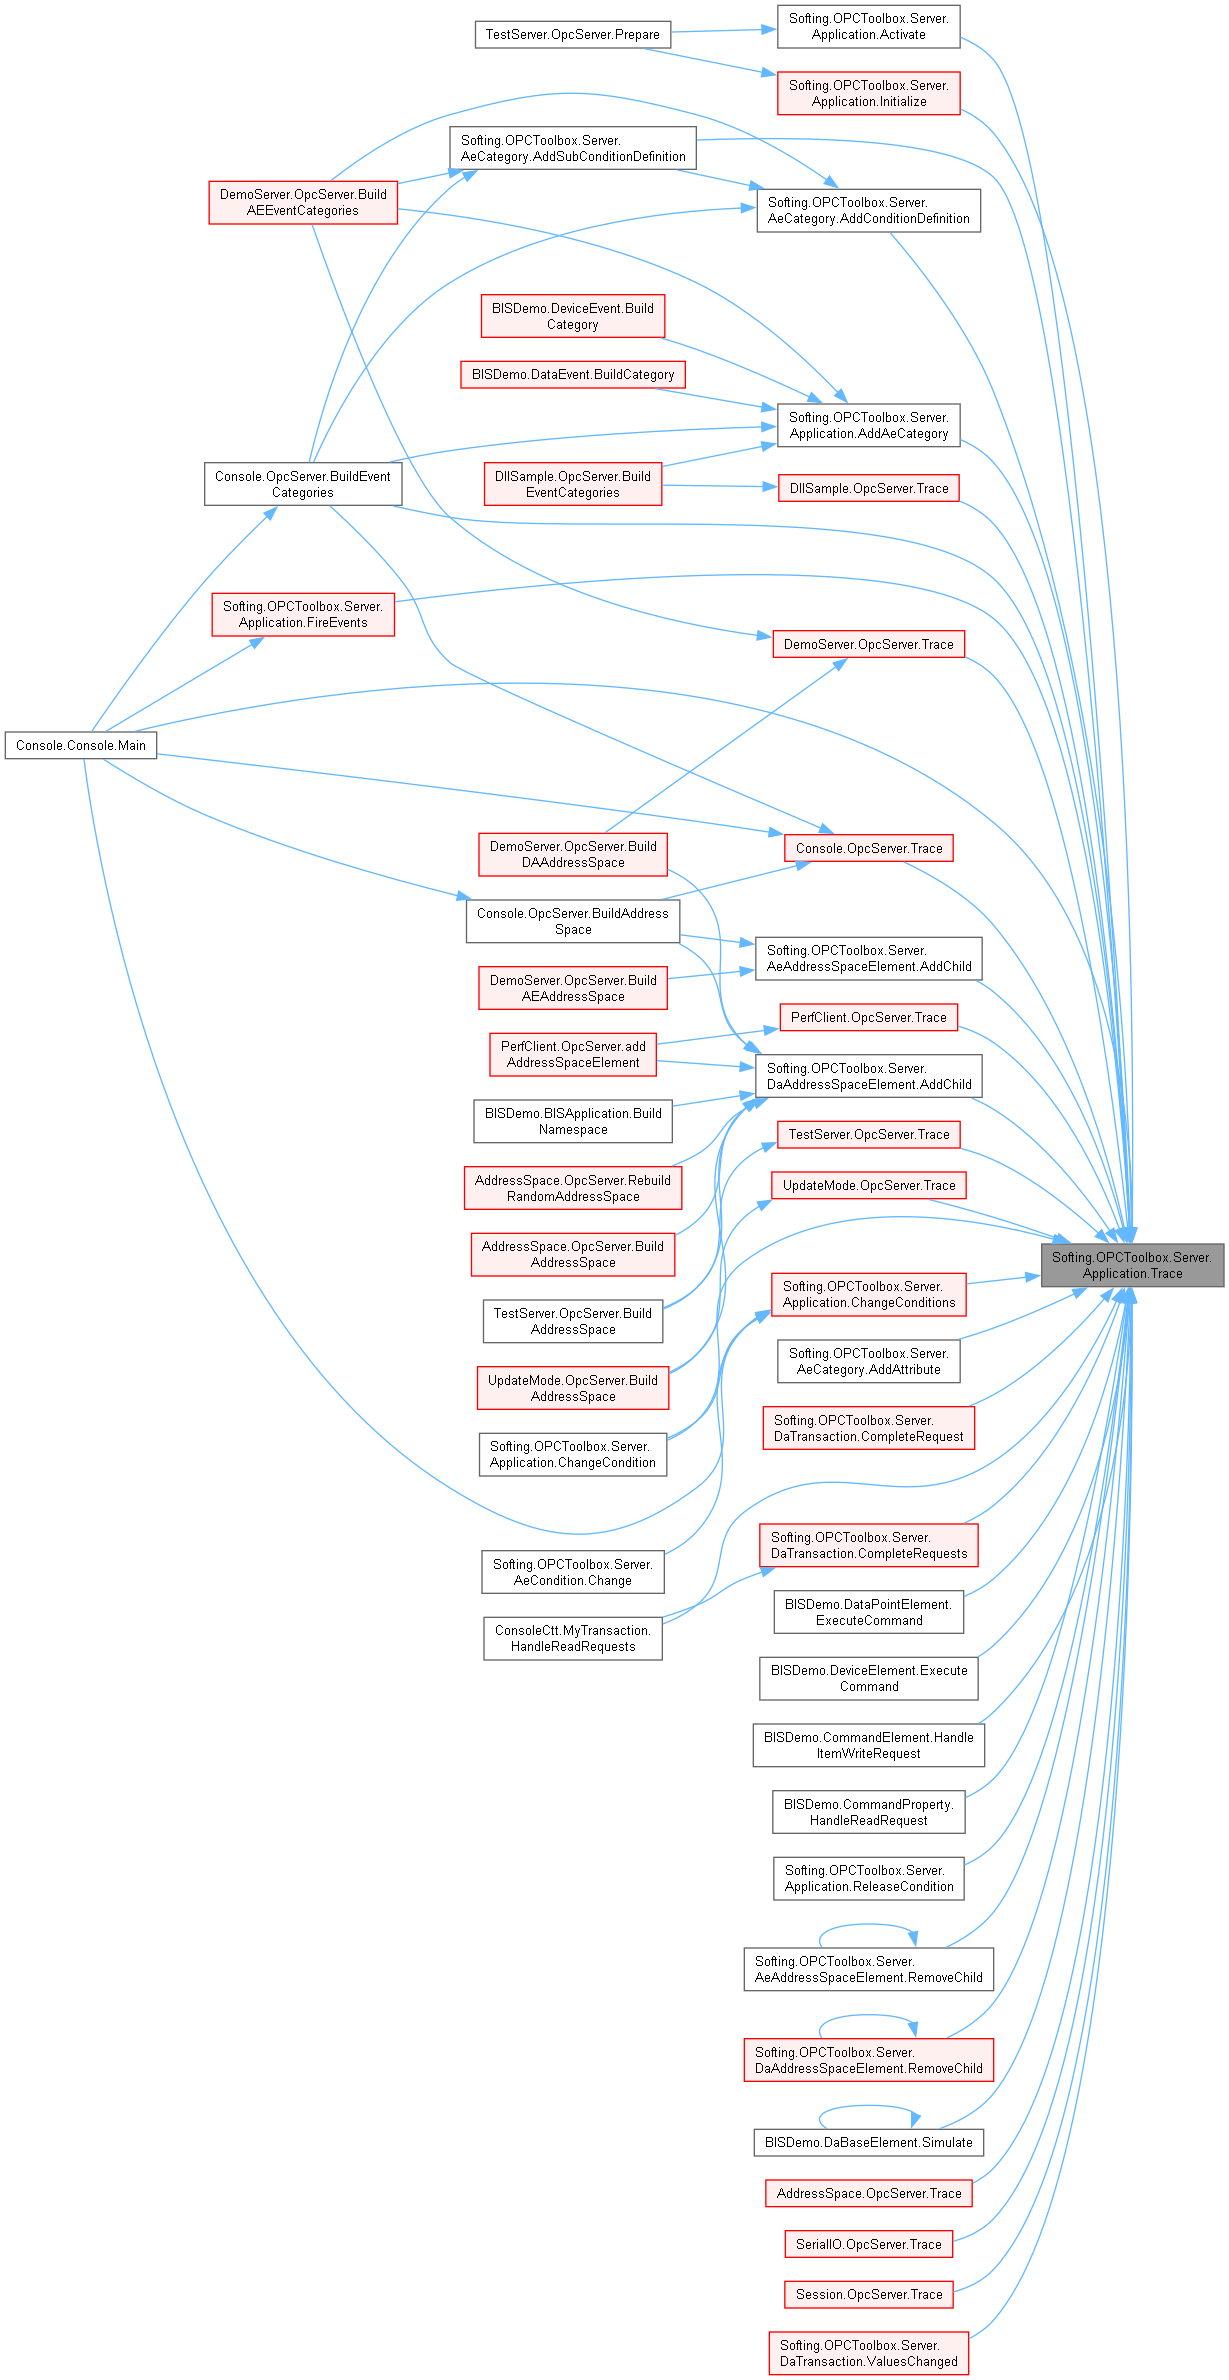 Softing.OPCToolbox.Server.
Application.Activate
TestServer.OpcServer.Prepare
Softing.OPCToolbox.Server.
Application.Initialize
Softing.OPCToolbox.Server.
AeCategory.AddSubConditionDefinition
DemoServer.OpcServer.Build
AEEventCategories
Softing.OPCToolbox.Server.
AeCategory.AddConditionDefinition
BISDemo.DeviceEvent.Build
Category
BISDemo.DataEvent.BuildCategory
Softing.OPCToolbox.Server.
Application.AddAeCategory
Console.OpcServer.BuildEvent
Categories
DllSample.OpcServer.Build
EventCategories
DllSample.OpcServer.Trace
Softing.OPCToolbox.Server.
Application.FireEvents
DemoServer.OpcServer.Trace
Console.Console.Main
DemoServer.OpcServer.Build
DAAddressSpace
Console.OpcServer.Trace
Console.OpcServer.BuildAddress
Space
Softing.OPCToolbox.Server.
AeAddressSpaceElement.AddChild
DemoServer.OpcServer.Build
AEAddressSpace
PerfClient.OpcServer.Trace
PerfClient.OpcServer.add
AddressSpaceElement
Softing.OPCToolbox.Server.
DaAddressSpaceElement.AddChild
BISDemo.BISApplication.Build
Namespace
TestServer.OpcServer.Trace
AddressSpace.OpcServer.Rebuild
RandomAddressSpace
UpdateMode.OpcServer.Trace
AddressSpace.OpcServer.Build
AddressSpace
Softing.OPCToolbox.Server.
Application.Trace
Softing.OPCToolbox.Server.
Application.ChangeConditions
TestServer.OpcServer.Build
AddressSpace
Softing.OPCToolbox.Server.
AeCategory.AddAttribute
UpdateMode.OpcServer.Build
AddressSpace
Softing.OPCToolbox.Server.
DaTransaction.CompleteRequest
Softing.OPCToolbox.Server.
Application.ChangeCondition
Softing.OPCToolbox.Server.
DaTransaction.CompleteRequests
Softing.OPCToolbox.Server.
AeCondition.Change
BISDemo.DataPointElement.
ExecuteCommand
ConsoleCtt.MyTransaction.
HandleReadRequests
BISDemo.DeviceElement.Execute
Command
BISDemo.CommandElement.Handle
ItemWriteRequest
BISDemo.CommandProperty.
HandleReadRequest
Softing.OPCToolbox.Server.
Application.ReleaseCondition
Softing.OPCToolbox.Server.
AeAddressSpaceElement.RemoveChild
Softing.OPCToolbox.Server.
DaAddressSpaceElement.RemoveChild
BISDemo.DaBaseElement.Simulate
AddressSpace.OpcServer.Trace
SerialIO.OpcServer.Trace
Session.OpcServer.Trace
Softing.OPCToolbox.Server.
DaTransaction.ValuesChanged